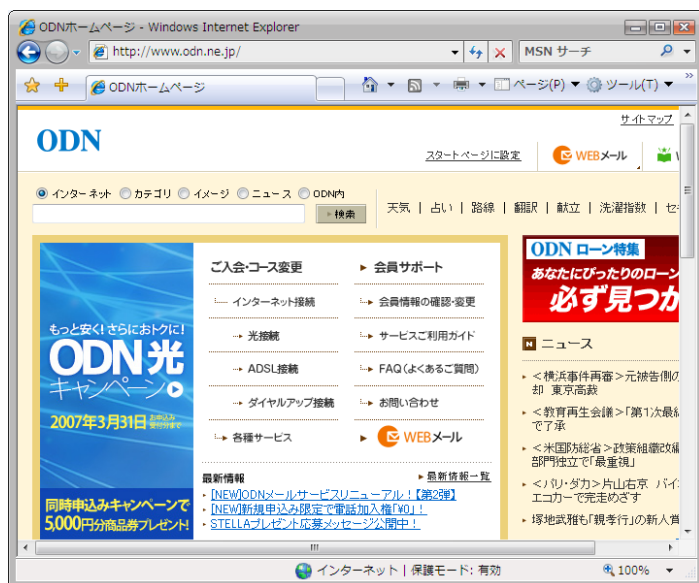 ODNホームページ - Windows Internet Explorer
http://www.odn.ne.jp/
MSN サーチ
ODNホームページ
ページ(P)
ツール(T)
サイトマップ
ODN
スタートページに設定
WEBメール
インターネット カテゴリ イメージ ニュース ODN内
検索
天気 | 占い | 路線 | 翻訳 | 献立 | 洗濯指数 | セキ
もっと安く!さらにおトクに!
ODN光
キャンペーン
2007年3月31日 お申込み受付分まで
同時申込みキャンペーンで
5,000円分商品券プレゼント!
ご入会・コース変更
インターネット接続
光接続
ADSL接続
ダイヤルアップ接続
各種サービス
会員サポート
会員情報の確認・変更
サービスご利用ガイド
FAQ(よくあるご質問)
お問い合わせ
WEBメール
最新情報
最新情報一覧
[NEW]ODNメールサービスリニューアル!【第2弾】
[NEW]新規申込み限定で電話加入権「¥0」!
STELLAプレゼント応募メッセージ公開中!
ODN ローン特集
あなたにぴったりのローン
必ず見つか
N ニュース
<横浜事件再審>元被告側の
却 東京高裁
<教育再生会議>「第1次最終
で了承
<米国防総省>政策組織改編
部門独立で「最重視」
<パリ・ダカ>片山右京 バイ
エコカーで完走めざす
塚地武雅も「親孝行」の新人賞
インターネット | 保護モード: 有効
100%